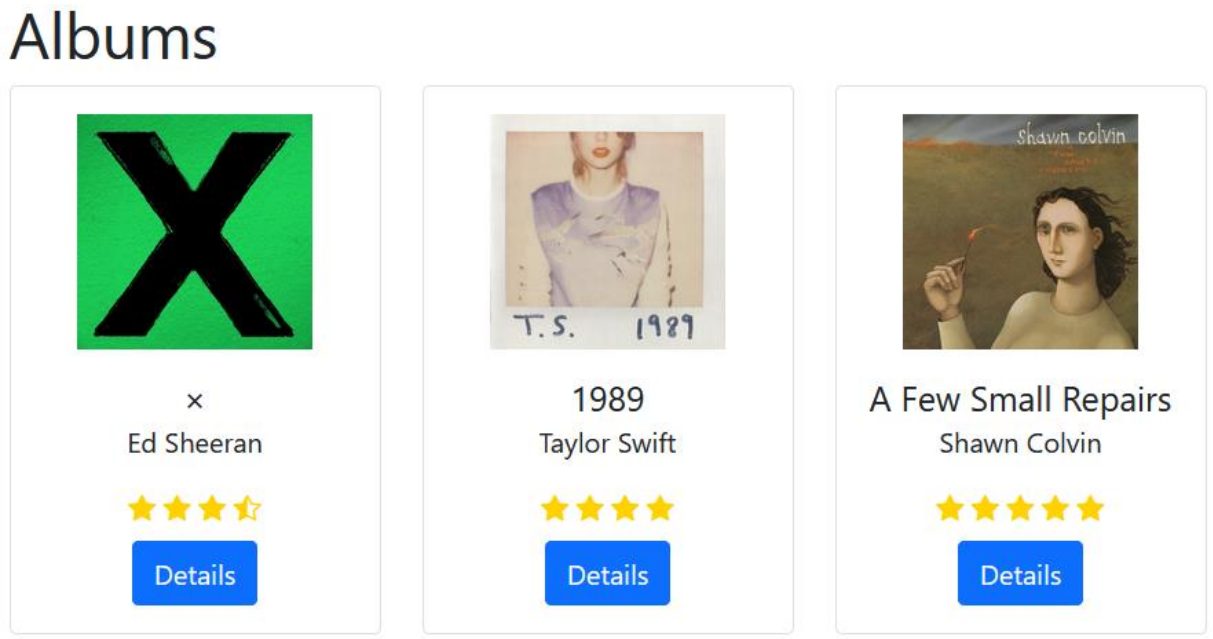 Albums
X
×
Ed Sheeran
Details
T.S. 1989
1989
Taylor Swift
Details
shawn colvin
A Few Small Repairs
Shawn Colvin
Details